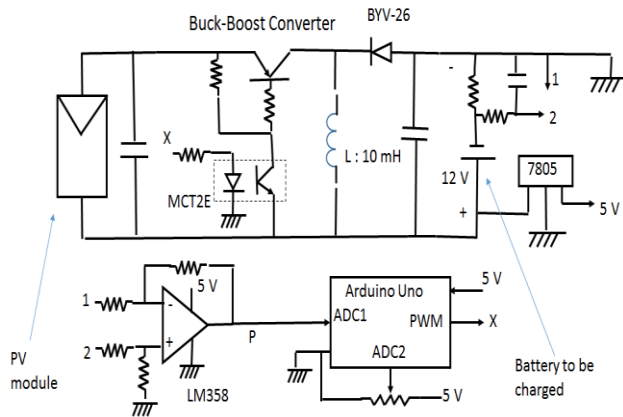 Buck-Boost Converter
BYV-26
-
1
2
X
L : 10 mH
MCT2E
12 V
+
7805
5 V
1
2
-
+
5 V
LM358
P
Arduino Uno
ADC1
PWM
ADC2
5 V
X
5 V
PV
module
Battery to be
charged